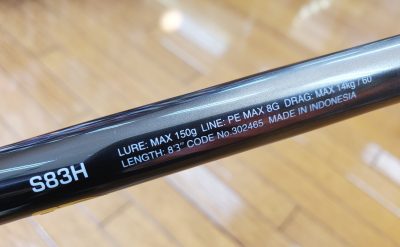 S83H
LURE: MAX 150g LINE: PE MAX 8G DRAG: MAX 14kg / 60°
LENGTH: 8'3" CODE No.302465 MADE IN INDONESIA